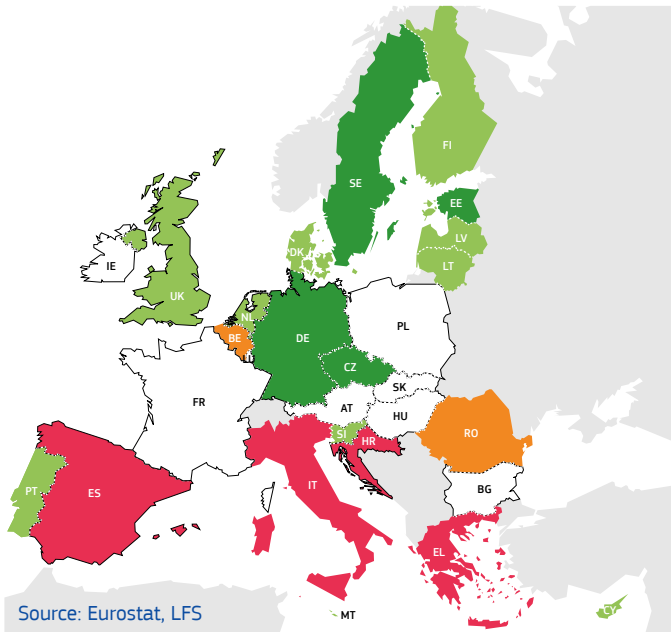 FI
SE
EE
LV
DK
LT
IE
UK
NL
PL
BE
DE
LU
CZ
SK
FR
AT
HU
SI
HR
RO
PT
ES
IT
BG
EL
CY
MT
Source: Eurostat, LFS